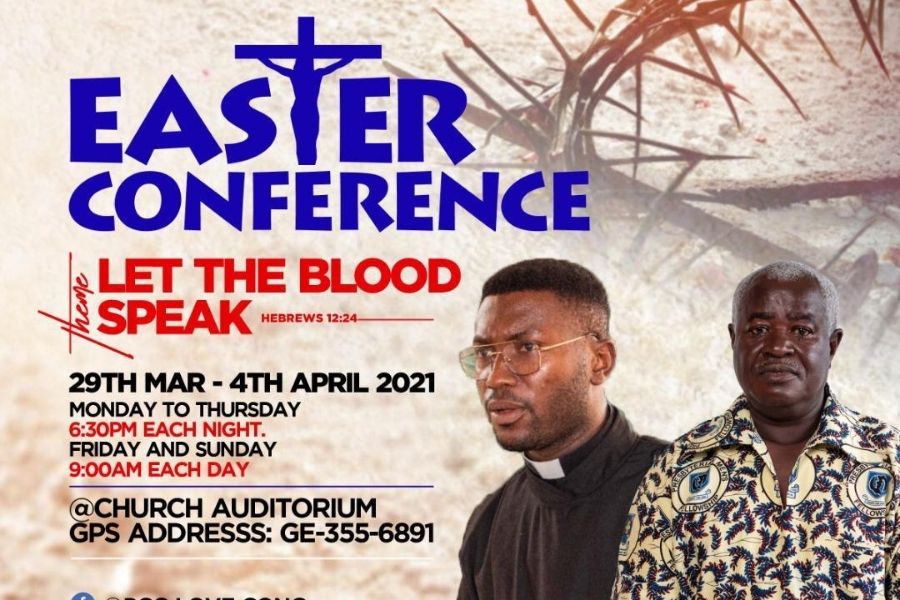 EASTER
CONFERENCE
Theme LET THE BLOOD
SPEAK HEBREWS 12:24
29TH MAR - 4TH APRIL 2021
MONDAY TO THURSDAY
6:30PM EACH NIGHT.
FRIDAY AND SUNDAY
9:00AM EACH DAY
@CHURCH AUDITORIUM
GPS ADDRESSS: GE-355-6891